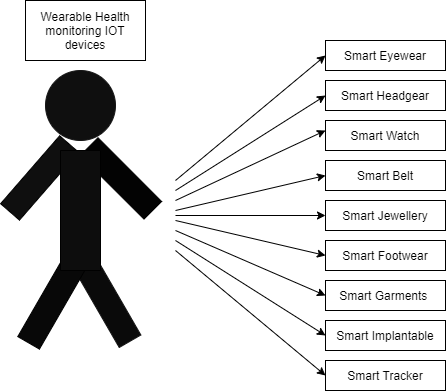 Wearable Health
monitoring IOT
devices
Smart Eyewear
Smart Headgear
Smart Watch
Smart Belt
Smart Jewellery
Smart Footwear
Smart Garments
Smart Implantable
Smart Tracker